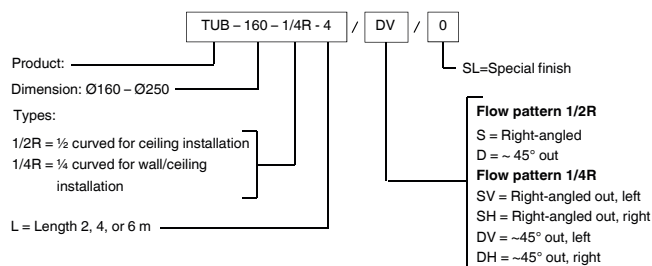 TUB – 160 – 1/4R - 4 / DV / 0
Product:
Dimension: Ø160 – Ø250
Types:
1/2R = ½ curved for ceiling installation
1/4R = ¼ curved for wall/ceiling
installation
L = Length 2, 4, or 6 m
SL=Special finish
Flow pattern 1/2R
S = Right-angled
D = ~ 45° out
Flow pattern 1/4R
SV = Right-angled out, left
SH = Right-angled out, right
DV = ~45° out, left
DH = ~45° out, right